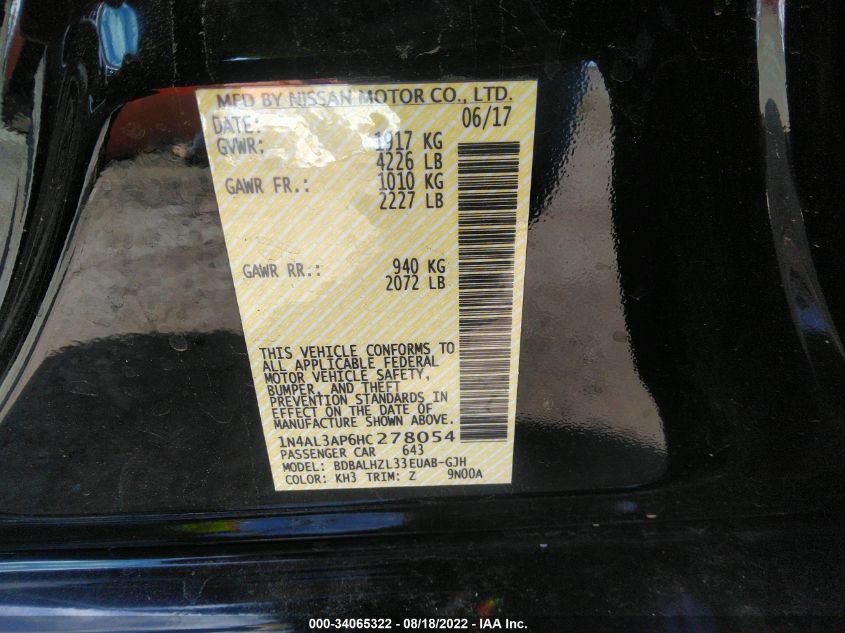 MFD BY NISSAN MOTOR CO., LTD.
DATE: 06/17
GVWR: 1917 KG
4226 LB
GAWR FR.: 1010 KG
2227 LB
GAWR RR.: 940 KG
2072 LB
THIS VEHICLE CONFORMS TO
ALL APPLICABLE FEDERAL
MOTOR VEHICLE SAFETY,
BUMPER, AND THEFT
PREVENTION STANDARDS IN
EFFECT ON THE DATE OF
MANUFACTURE SHOWN ABOVE.
1N4AL3AP6HC278054
PASSENGER CAR 643
MODEL: BDBALHZL33EUAB-GJH
COLOR: KH3 TRIM: Z 9N00A
000-34065322 - 08/18/2022 - IAA Inc.